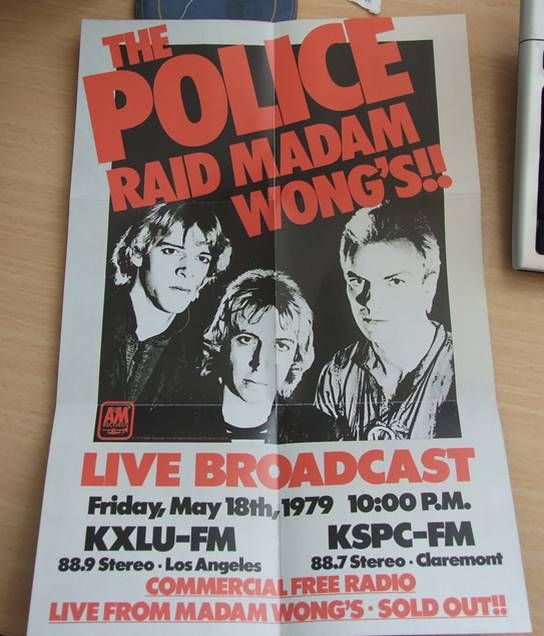 THE
POLICE
RAID MADAM
WONG'S!!
A&M
RECORDS
LIVE BROADCAST
Friday, May 18th, 1979 10:00 P.M.
KXLU-FM KSPC-FM
88.9 Stereo · Los Angeles 88.7 Stereo · Claremont
COMMERCIAL FREE RADIO
LIVE FROM MADAM WONG'S · SOLD OUT!!